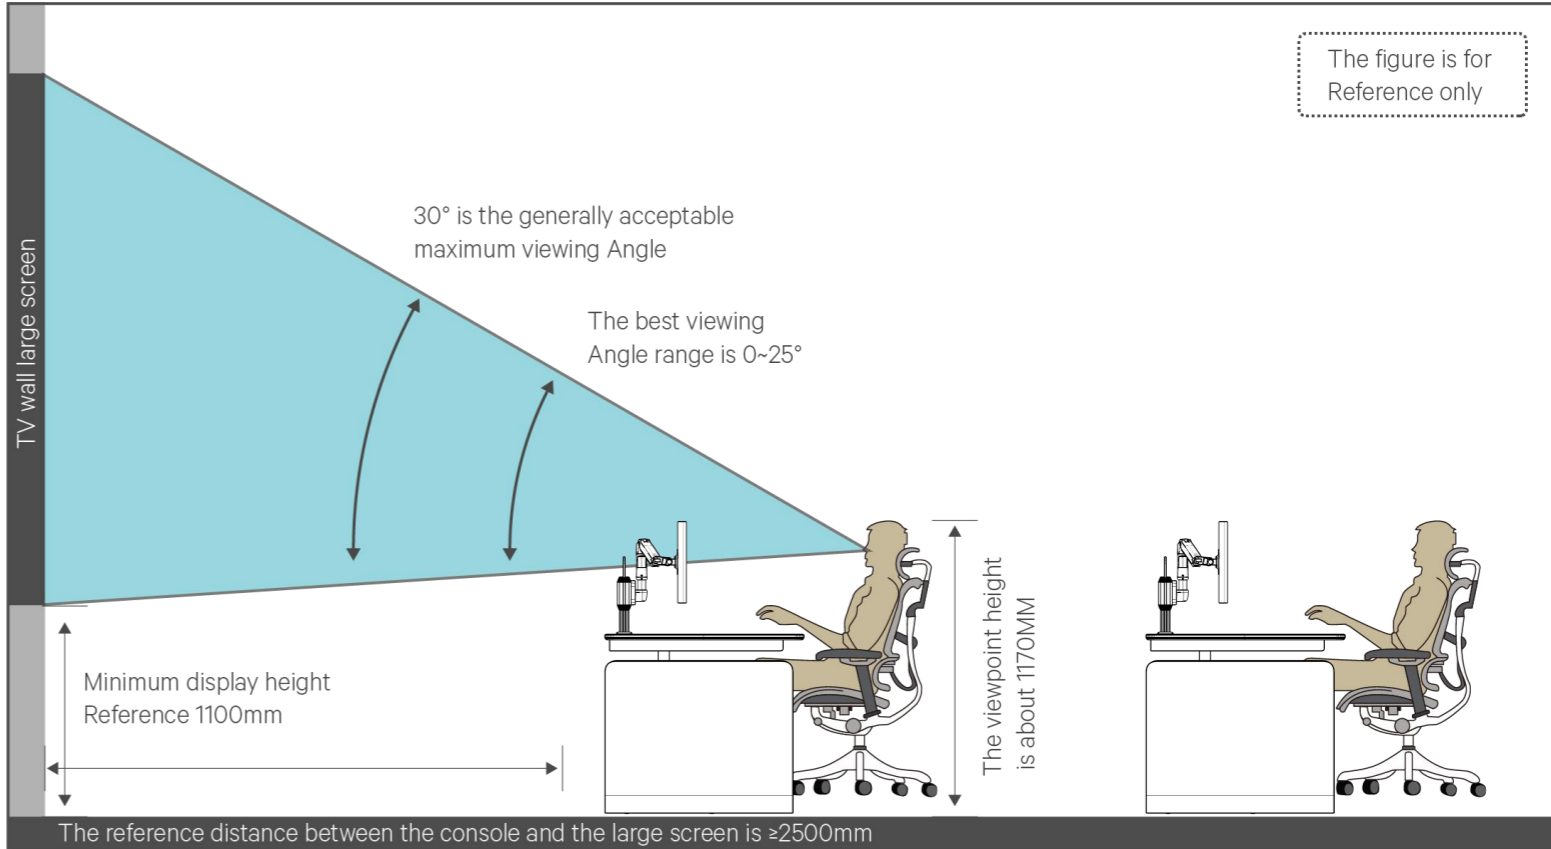 The figure is for
Reference only
30° is the generally acceptable
maximum viewing Angle
The best viewing
Angle range is 0~25°
TV wall large screen
Minimum display height
Reference 1100mm
The viewpoint height
is about 1170MM
The reference distance between the console and the large screen is ≥2500mm